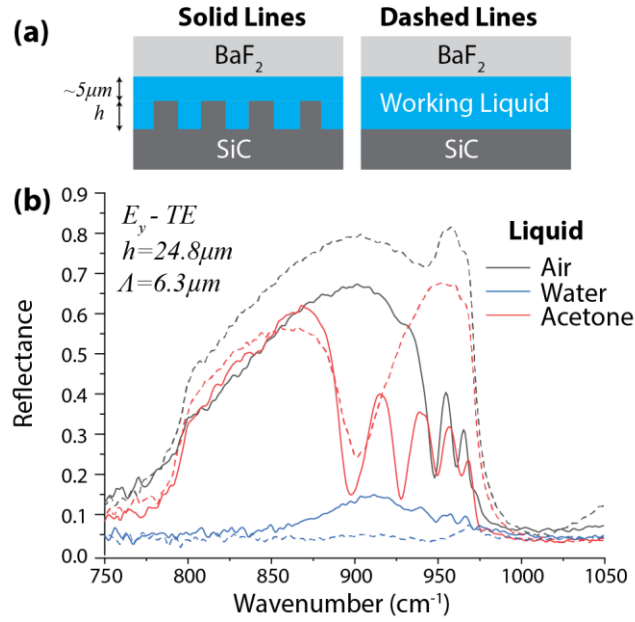 (a)
Solid Lines
Dashed Lines
BaF₂
BaF₂
~5μm
h
Working Liquid
SiC
SiC
(b)
E_y - TE
h=24.8μm
Λ=6.3μm
Liquid
Air
Water
Acetone
Reflectance
0.9
0.8
0.7
0.6
0.5
0.4
0.3
0.2
0.1
0.0
750 800 850 900 950 1000 1050
Wavenumber (cm⁻¹)